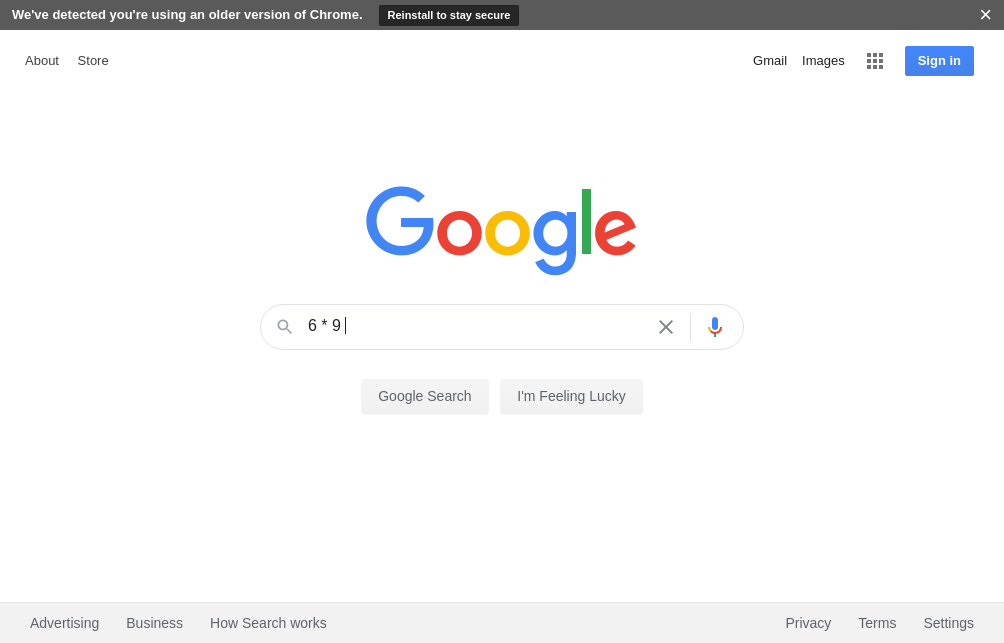 We've detected you're using an older version of Chrome. Reinstall to stay secure
About Store Gmail Images Sign in
Google
6 * 9
Google Search I'm Feeling Lucky
Advertising Business How Search works Privacy Terms Settings